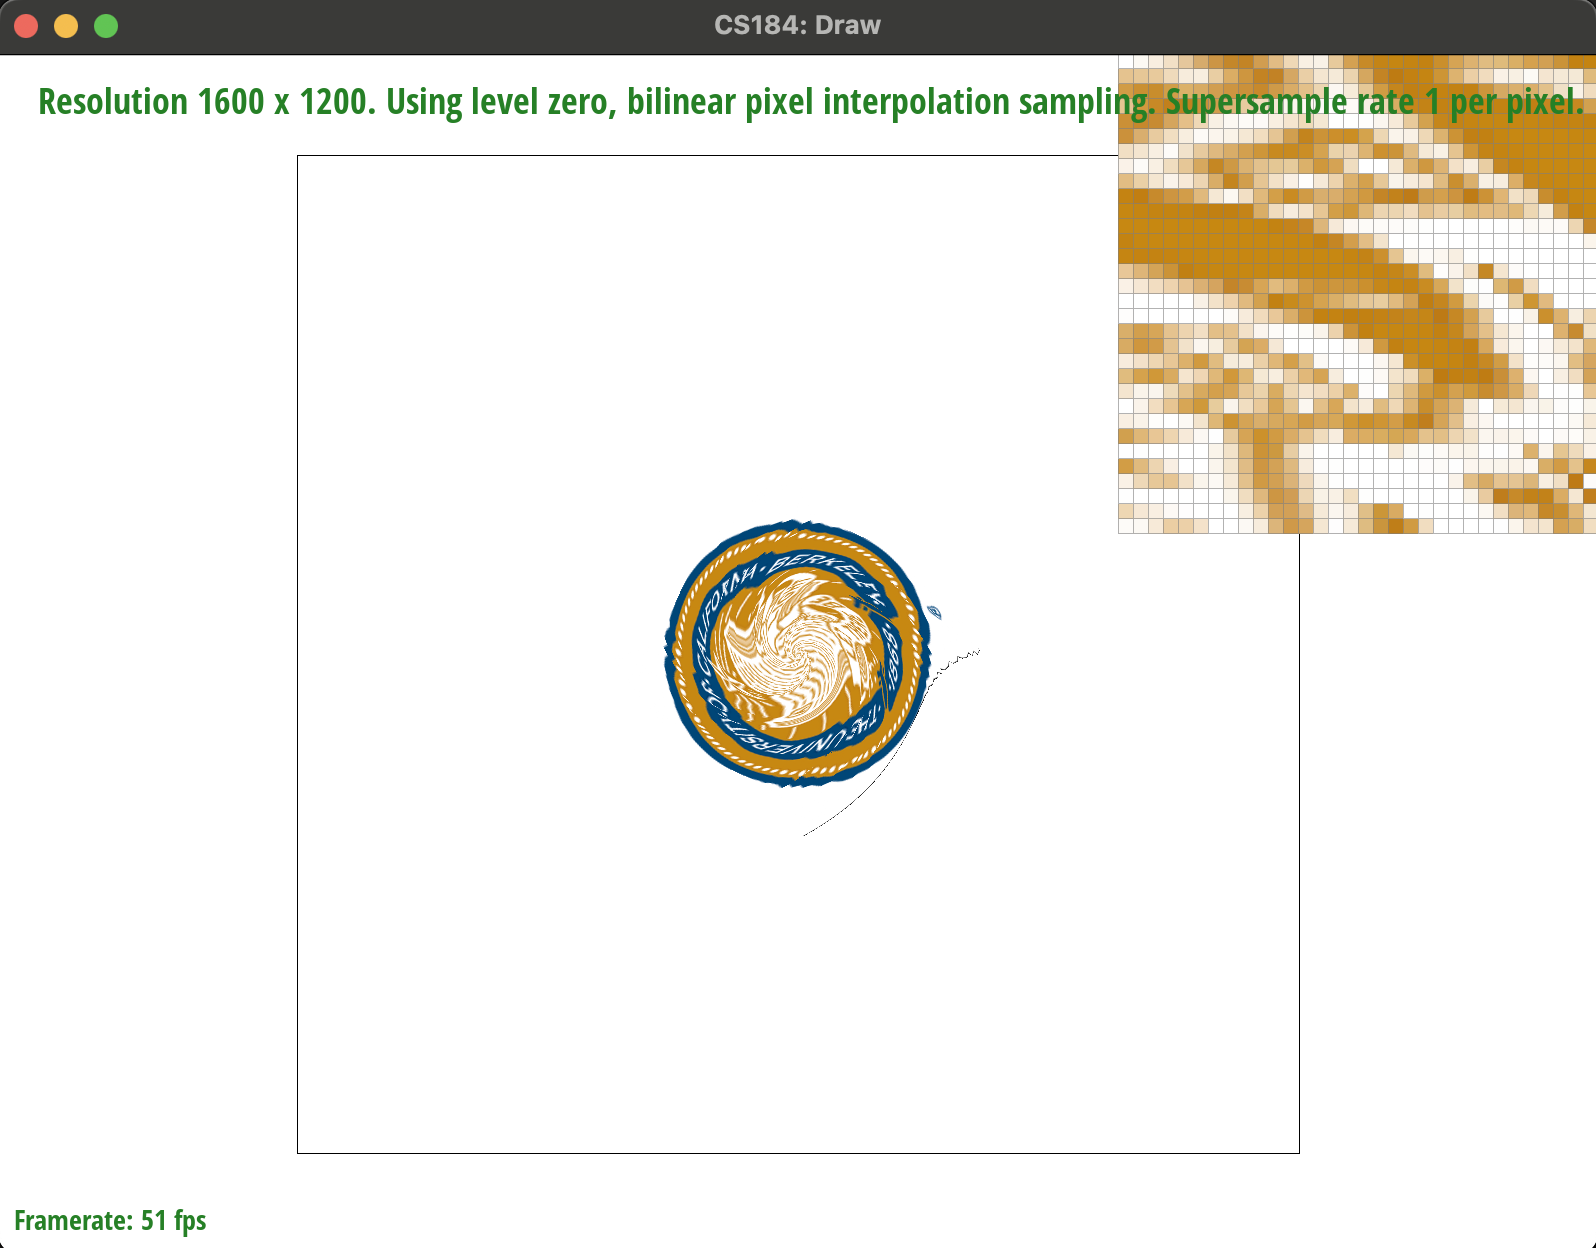 CS184: Draw
Resolution 1600 x 1200. Using level zero, bilinear pixel interpolation sampling. Supersample rate 1 per pixel.
CALIFORNIA · BERKELEY
THE UNIVERSITY OF
Framerate: 51 fps